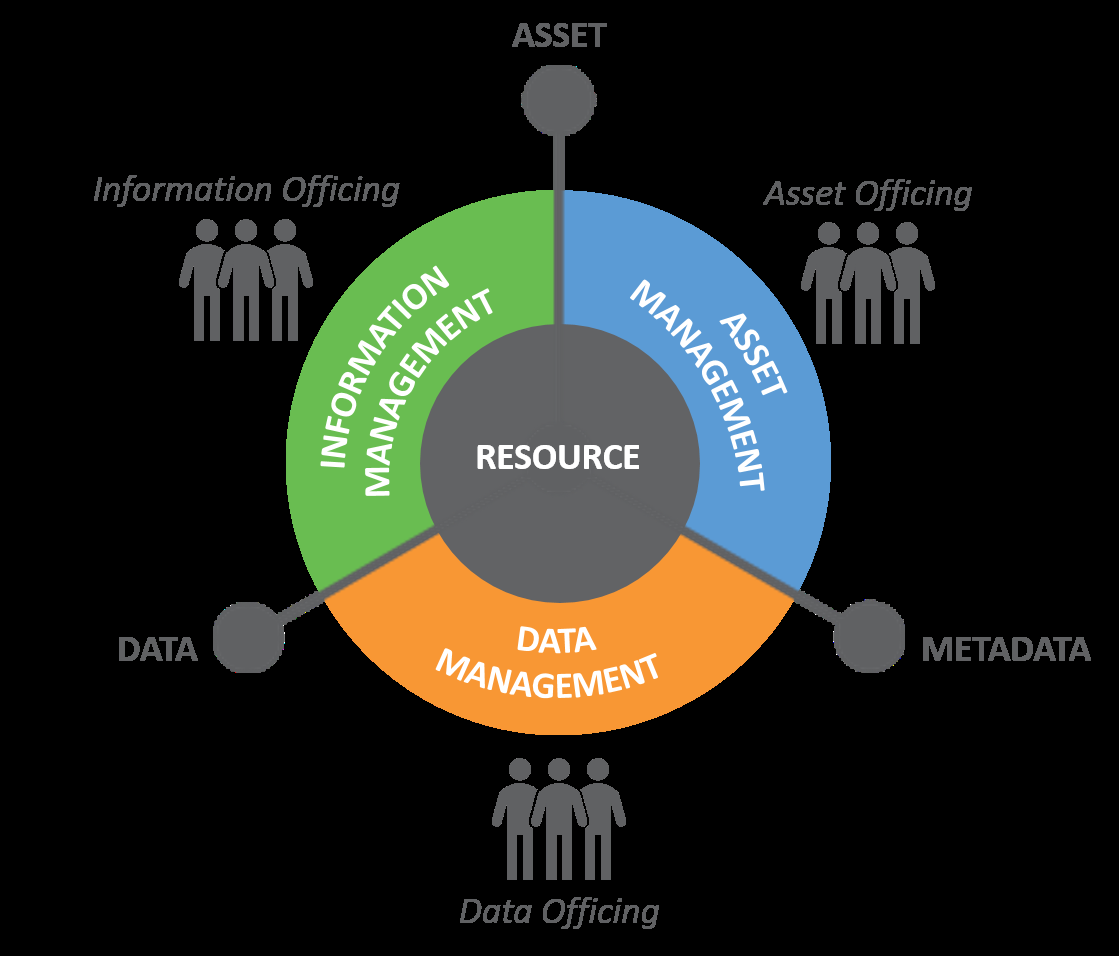 ASSET
Information Officing
Asset Officing
INFORMATION
MANAGEMENT
ASSET
MANAGEMENT
RESOURCE
DATA
MANAGEMENT
DATA
METADATA
Data Officing